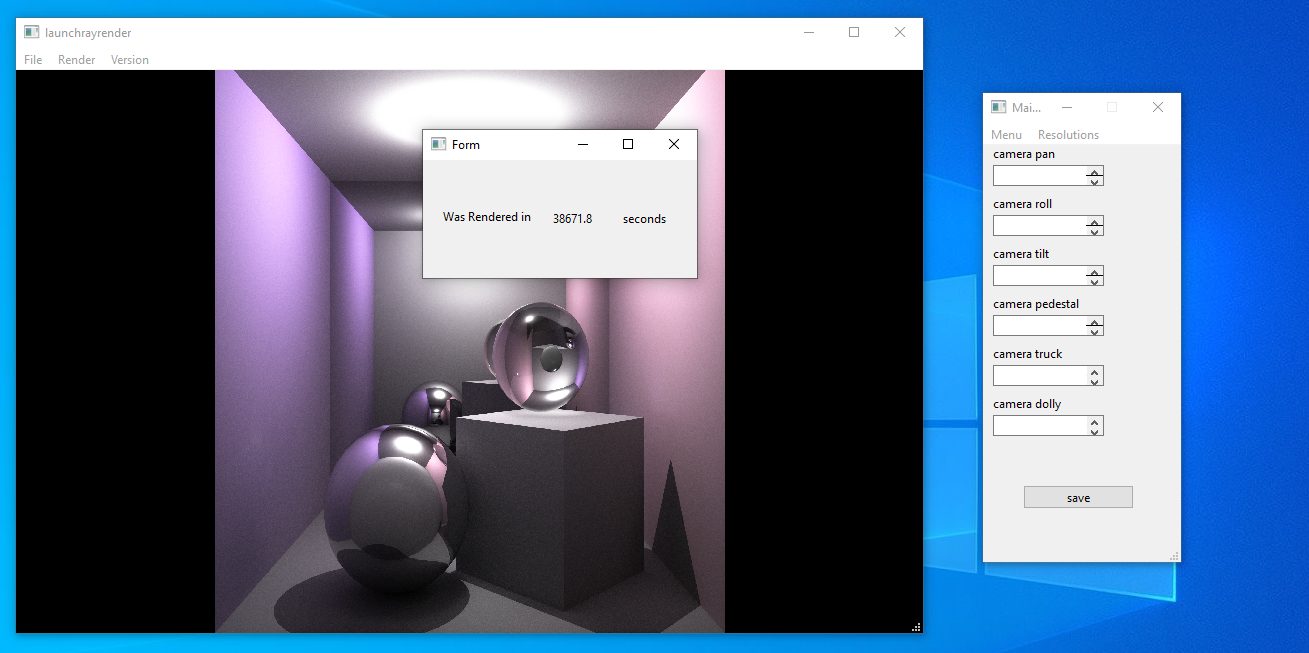 launchrayrender
File Render Version
Form
Was Rendered in 38671.8 seconds
Mai...
Menu Resolutions
camera pan
camera roll
camera tilt
camera pedestal
camera truck
camera dolly
save